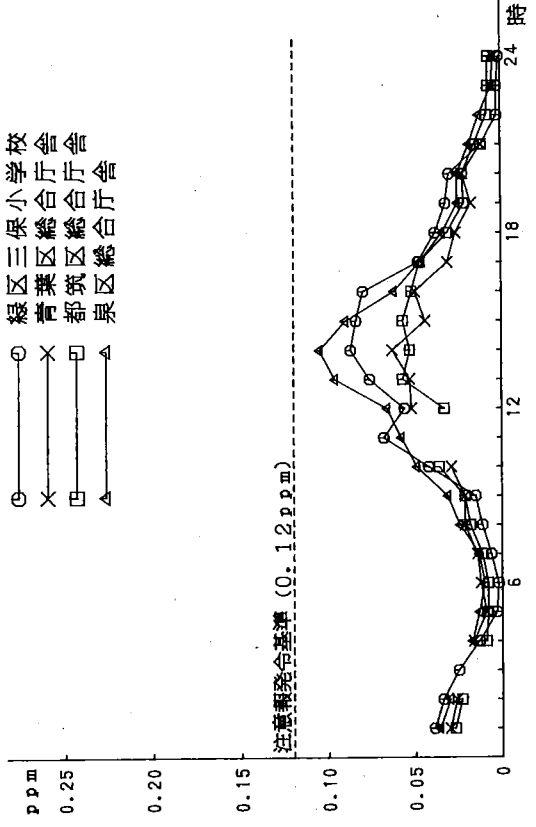 緑区三保小学校
青葉区総合庁舎
都筑区総合庁舎
泉区総合庁舎
ppm
0.25
0.20
0.15
0.10
0.05
0
注意報発令基準(0.12ppm)
6
12
18
24
時